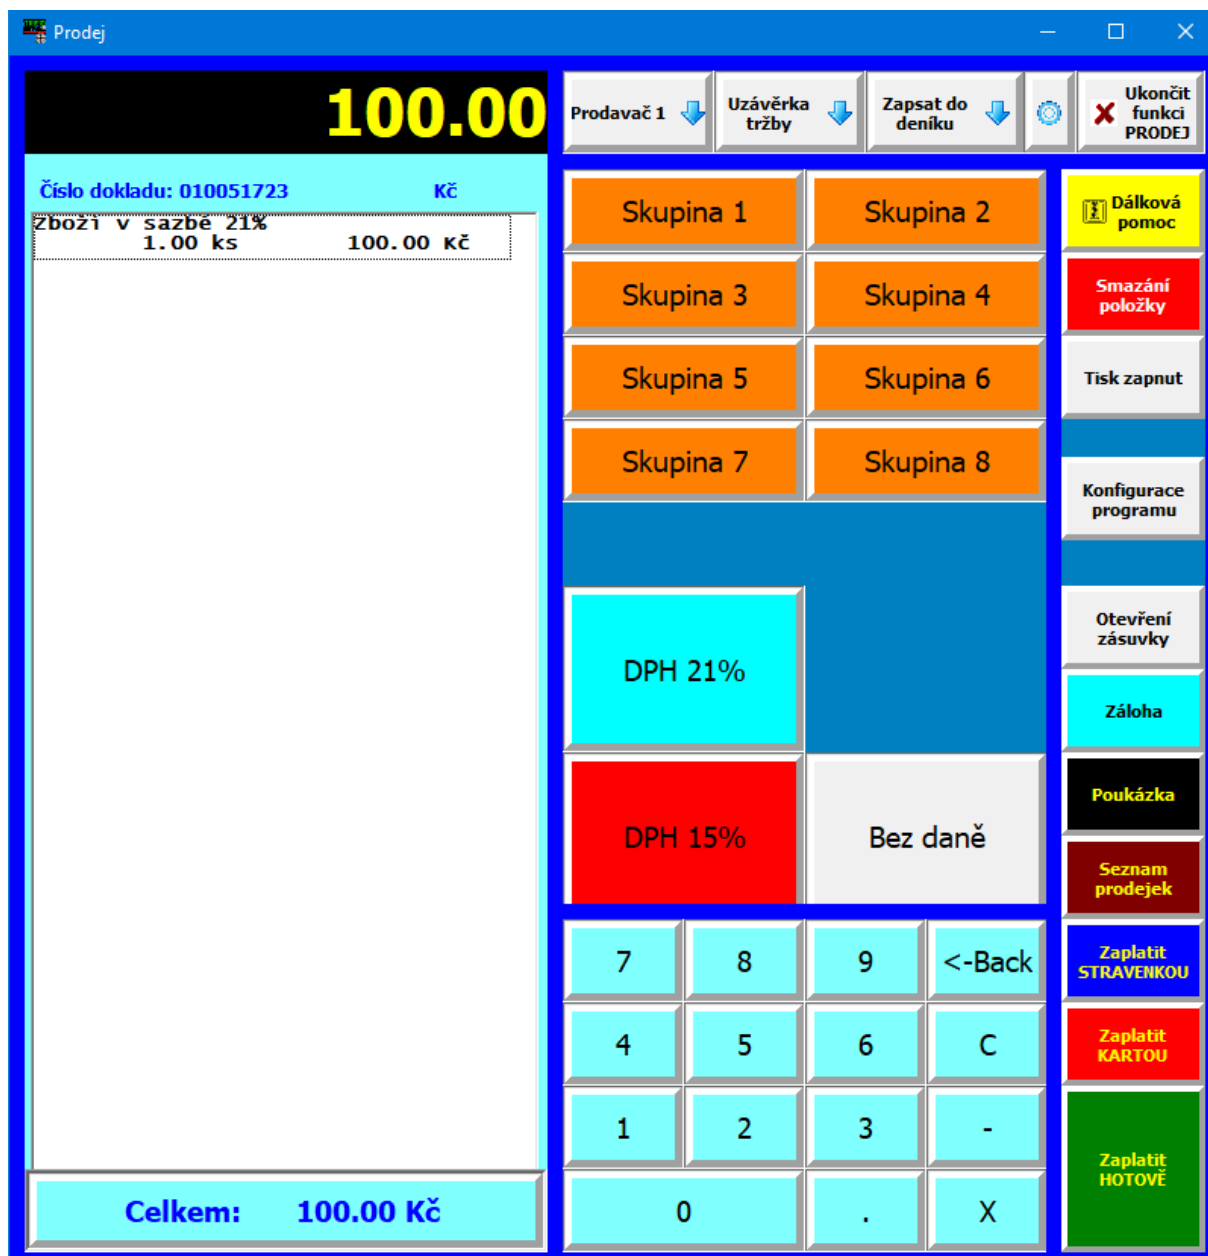 Prodej
100.00
Prodavač 1
Uzávěrka
tržby
Zapsat do
deníku
Ukončit
funkci
PRODEJ
Číslo dokladu: 010051723 Kč
Zboží v sazbě 21%
1.00 ks 100.00 Kč
Skupina 1
Skupina 2
Skupina 3
Skupina 4
Skupina 5
Skupina 6
Skupina 7
Skupina 8
DPH 21%
DPH 15%
Bez daně
7 8 9 <-Back
4 5 6 C
1 2 3 -
0 . X
Dálková
pomoc
Smazání
položky
Tisk zapnut
Konfigurace
programu
Otevření
zásuvky
Záloha
Poukázka
Seznam
prodejek
Zaplatit
STRAVENKOU
Zaplatit
KARTOU
Zaplatit
HOTOVĚ
Celkem: 100.00 Kč